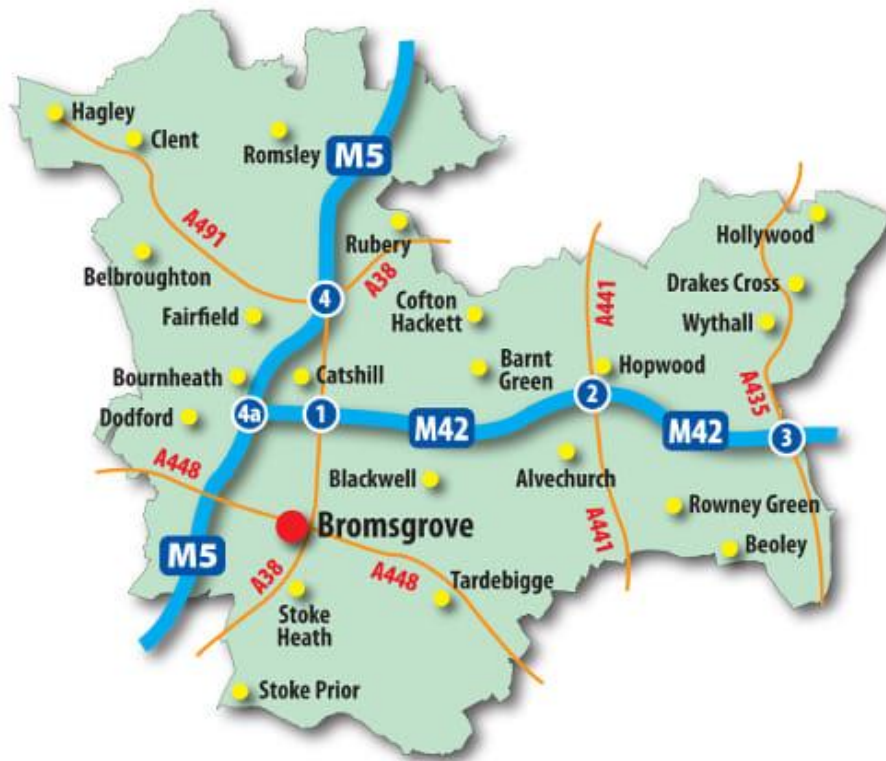 Hagley
Clent
Romsley
M5
Hollywood
Rubery
A491
Belbroughton
A38
Drakes Cross
4
A441
Cofton
Hackett
Fairfield
Wythall
Barnt
Green
Hopwood
Bournheath
Catshill
A435
2
4a
1
Dodford
M42
M42
3
A448
Blackwell
Alvechurch
Rowney Green
Bromsgrove
A441
Beoley
M5
A38
A448
Tardebigge
Stoke
Heath
Stoke Prior